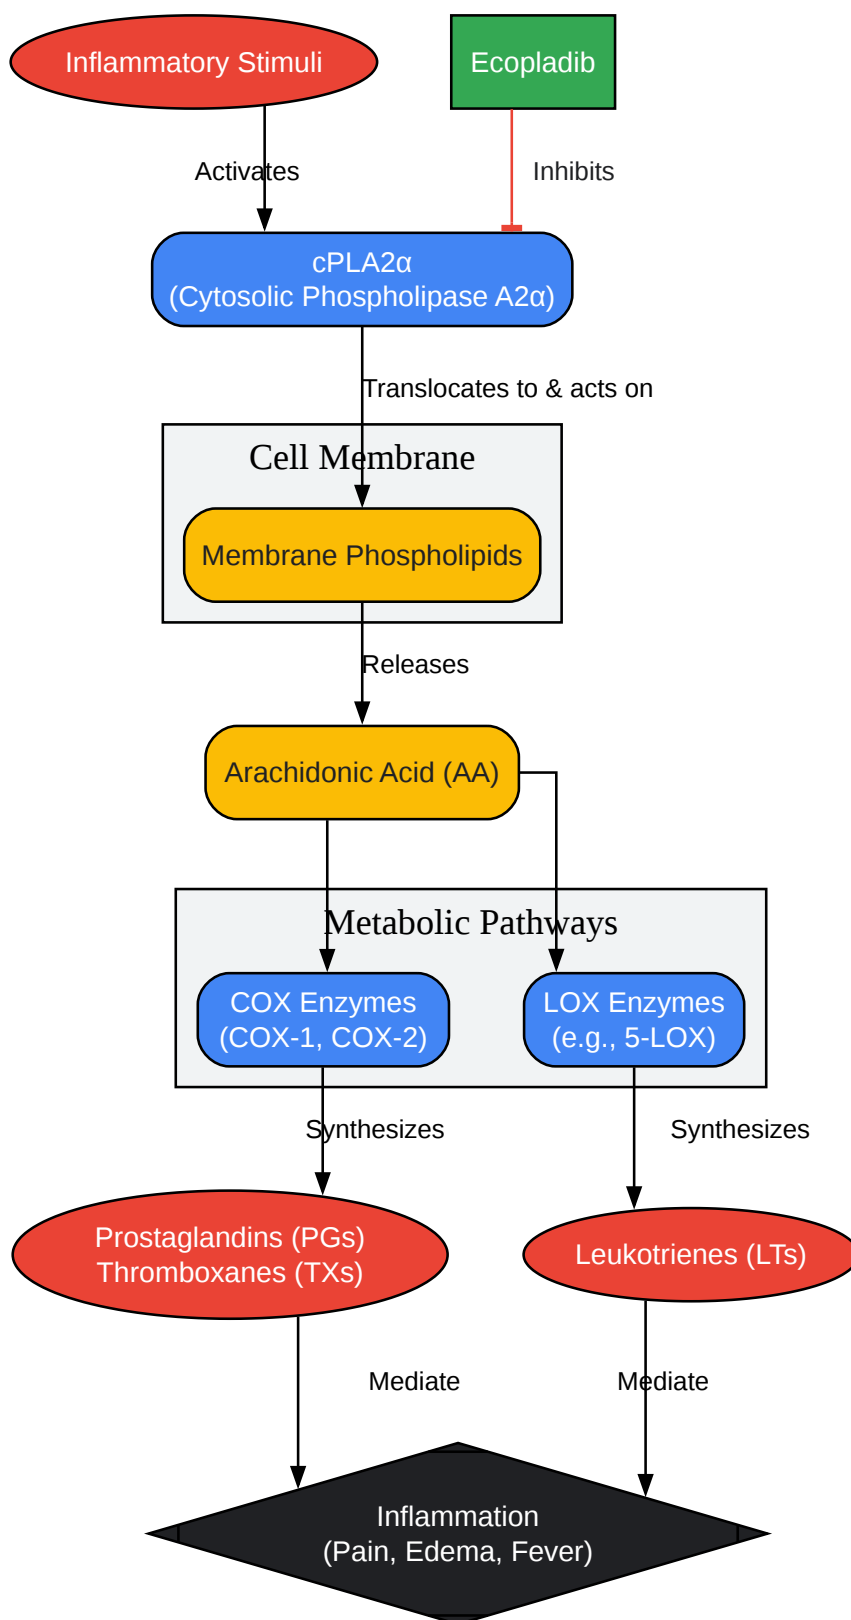 Inflammatory Stimuli
Ecopladib
Activates
Inhibits
cPLA2α
(Cytosolic Phospholipase A2α)
Translocates to & acts on
Cell Membrane
Membrane Phospholipids
Releases
Arachidonic Acid (AA)
Metabolic Pathways
COX Enzymes
(COX-1, COX-2)
LOX Enzymes
(e.g., 5-LOX)
Synthesizes
Synthesizes
Prostaglandins (PGs)
Thromboxanes (TXs)
Leukotrienes (LTs)
Mediate
Mediate
Inflammation
(Pain, Edema, Fever)